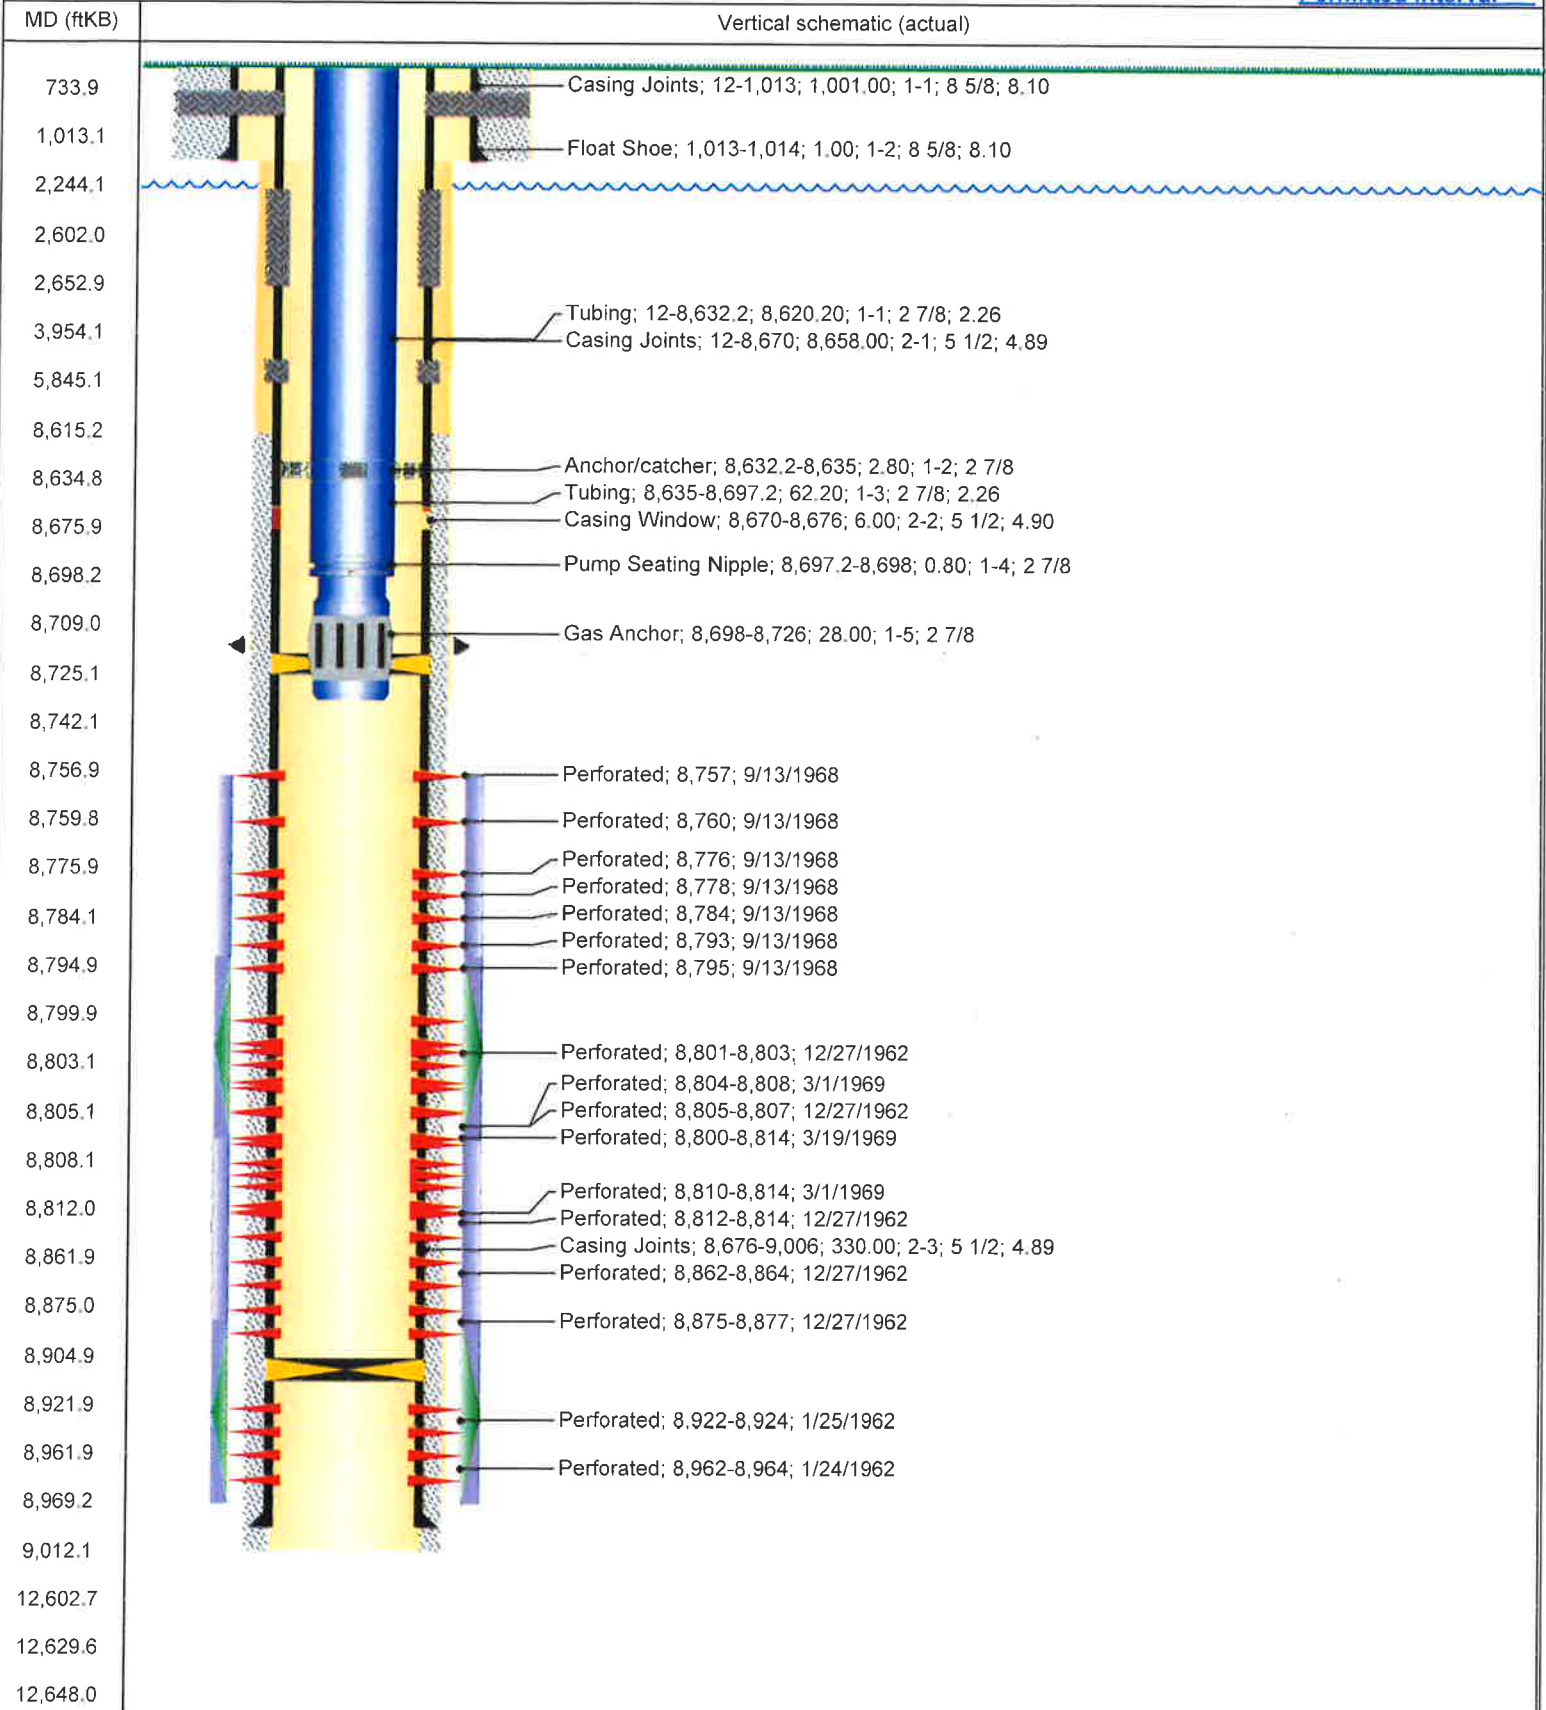 MD (ftKB)
Vertical schematic (actual)
733.9
Casing Joints; 12-1,013; 1,001.00; 1-1; 8 5/8; 8.10
1,013.1
Float Shoe; 1,013-1,014; 1.00; 1-2; 8 5/8; 8.10
2,244.1
2,602.0
2,652.9
Tubing; 12-8,632.2; 8,620.20; 1-1; 2 7/8; 2.26
3,954.1
Casing Joints; 12-8,670; 8,658.00; 2-1; 5 1/2; 4.89
5,845.1
8,615.2
Anchor/catcher; 8,632.2-8,635; 2.80; 1-2; 2 7/8
8,634.8
Tubing; 8,635-8,697.2; 62.20; 1-3; 2 7/8; 2.26
Casing Window; 8,670-8,676; 6.00; 2-2; 5 1/2; 4.90
8,675.9
Pump Seating Nipple; 8,697.2-8,698; 0.80; 1-4; 2 7/8
8,698.2
8,709.0
Gas Anchor; 8,698-8,726; 28.00; 1-5; 2 7/8
8,725.1
8,742.1
8,756.9
Perforated; 8,757; 9/13/1968
8,759.8
Perforated; 8,760; 9/13/1968
Perforated; 8,776; 9/13/1968
8,775.9
Perforated; 8,778; 9/13/1968
8,784.1
Perforated; 8,784; 9/13/1968
Perforated; 8,793; 9/13/1968
8,794.9
Perforated; 8,795; 9/13/1968
8,799.9
Perforated; 8,801-8,803; 12/27/1962
8,803.1
Perforated; 8,804-8,808; 3/1/1969
8,805.1
Perforated; 8,805-8,807; 12/27/1962
Perforated; 8,800-8,814; 3/19/1969
8,808.1
Perforated; 8,810-8,814; 3/1/1969
8,812.0
Perforated; 8,812-8,814; 12/27/1962
Casing Joints; 8,676-9,006; 330.00; 2-3; 5 1/2; 4.89
8,861.9
Perforated; 8,862-8,864; 12/27/1962
8,875.0
Perforated; 8,875-8,877; 12/27/1962
8,904.9
8,921.9
Perforated; 8,922-8,924; 1/25/1962
8,961.9
Perforated; 8,962-8,964; 1/24/1962
8,969.2
9,012.1
12,602.7
12,629.6
12,648.0